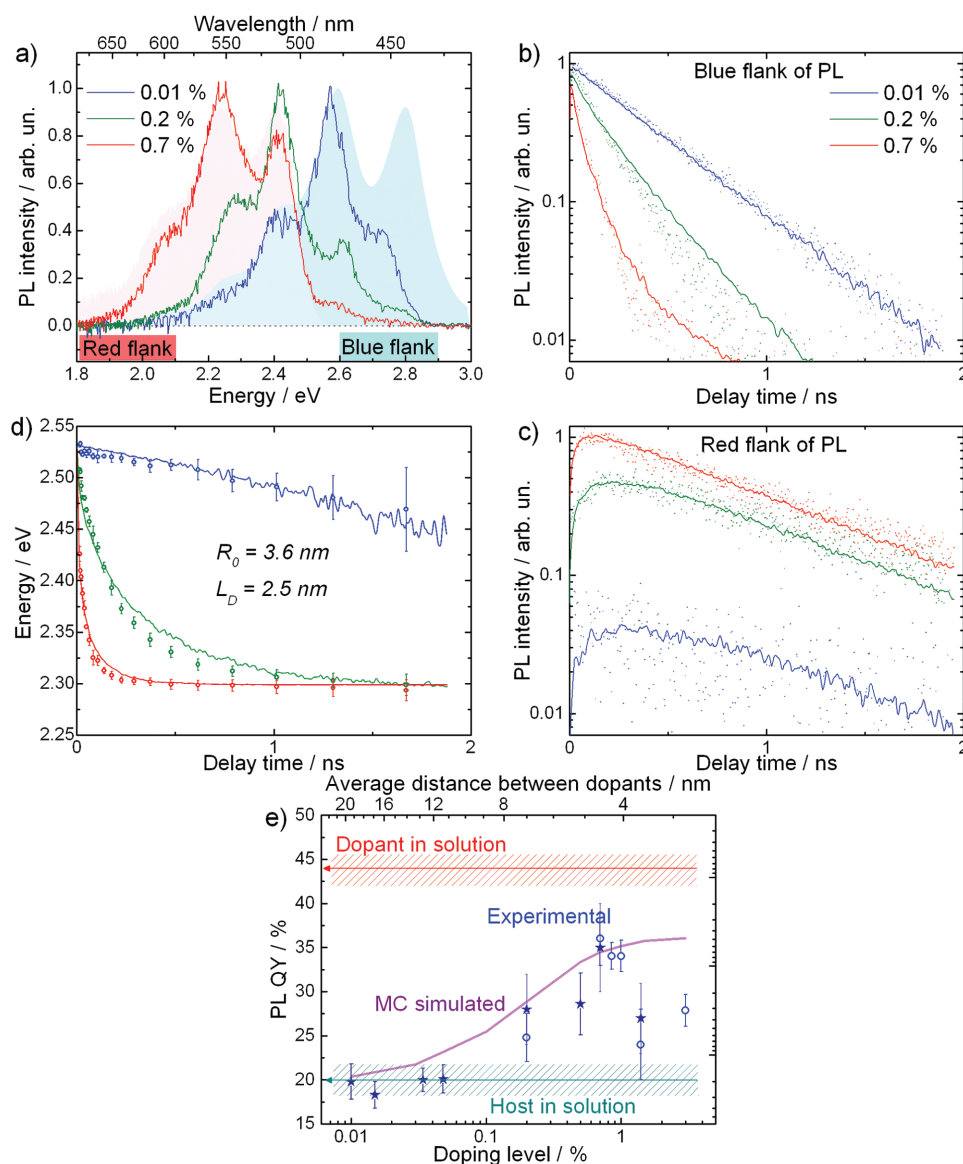 Wavelength / nm
650 600 550 500 450
a)
PL intensity / arb. un.
1.0
0.8
0.6
0.4
0.2
0.0
0.01 %
0.2 %
0.7 %
Red flank
Blue flank
1.8 2.0 2.2 2.4 2.6 2.8 3.0
Energy / eV
b)
Blue flank of PL
PL intensity / arb. un.
1
0.1
0.01
0.01 %
0.2 %
0.7 %
0 1 2
Delay time / ns
d)
Energy / eV
2.55
2.50
2.45
2.40
2.35
2.30
2.25
R₀ = 3.6 nm
L_D = 2.5 nm
0 1 2
Delay time / ns
c)
Red flank of PL
PL intensity / arb. un.
1
0.1
0.01
0 1 2
Delay time / ns
Average distance between dopants / nm
20 16 12 8 4
e)
PL QY / %
50
45
40
35
30
25
20
15
Dopant in solution
Experimental
MC simulated
Host in solution
0.01 0.1 1
Doping level / %